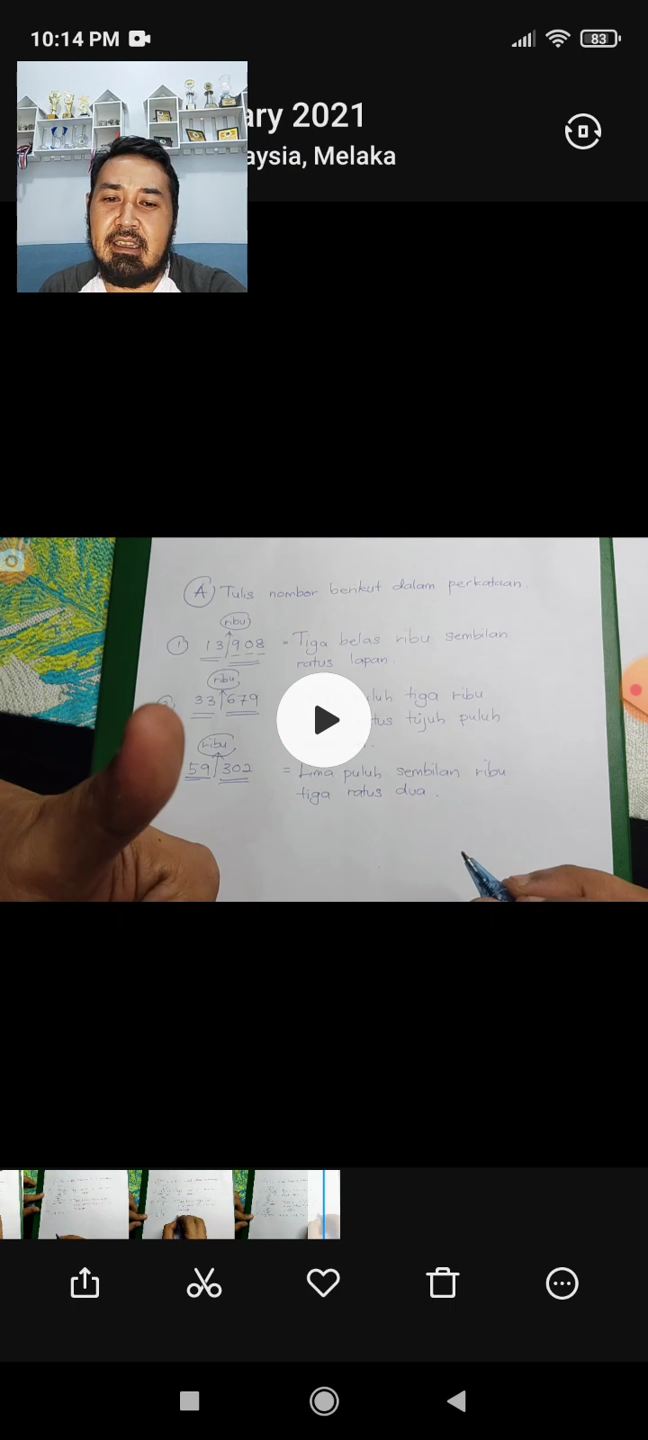 10:14 PM
83
ary 2021
aysia, Melaka
A Tulis nombor berikut dalam perkataan.
ribu
1 13/908 = Tiga belas ribu sembilan
ratus lapan.
ribu
33/679 luh tiga ribu
tus tujuh puluh
ribu
59/302 = Lima puluh sembilan ribu
tiga ratus dua.